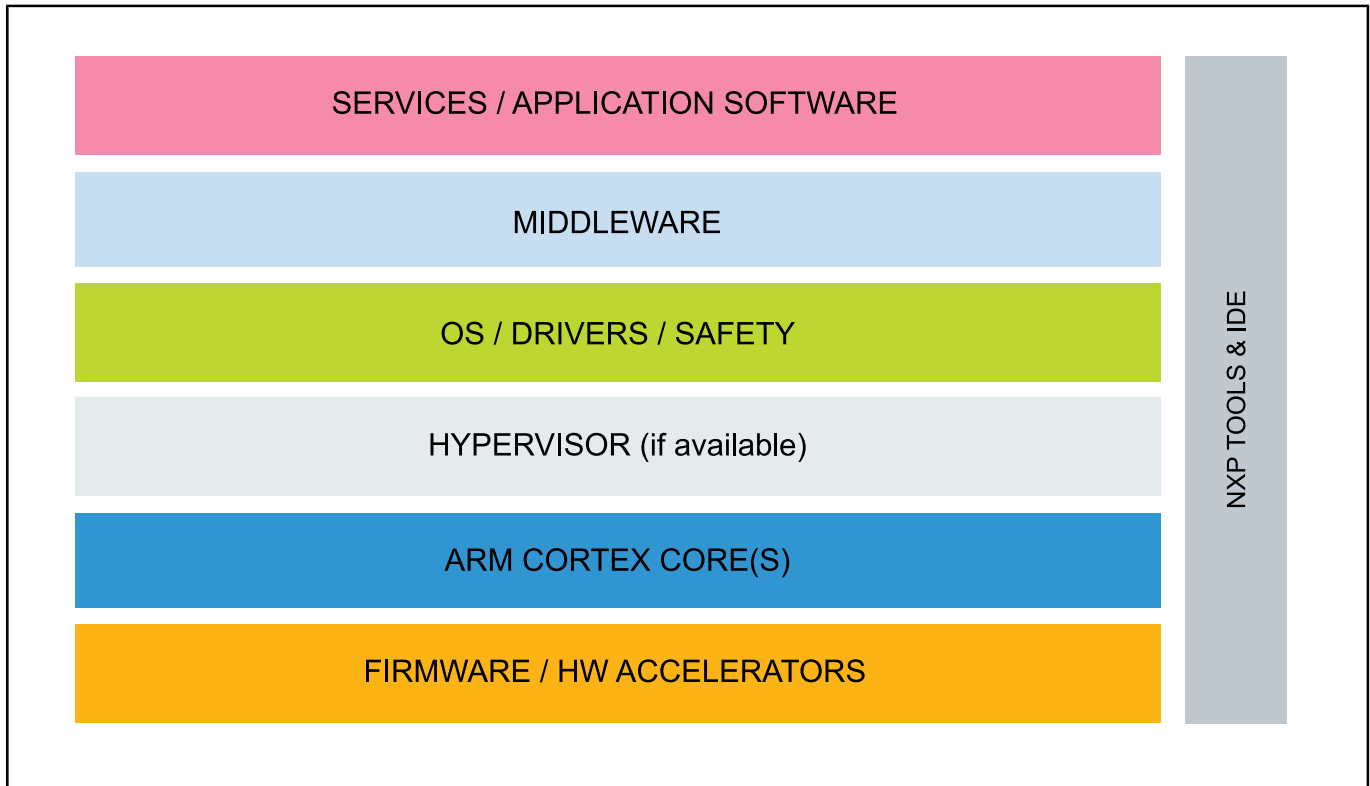 SERVICES / APPLICATION SOFTWARE
MIDDLEWARE
OS / DRIVERS / SAFETY
HYPERVISOR (if available)
ARM CORTEX CORE(S)
FIRMWARE / HW ACCELERATORS
NXP TOOLS & IDE